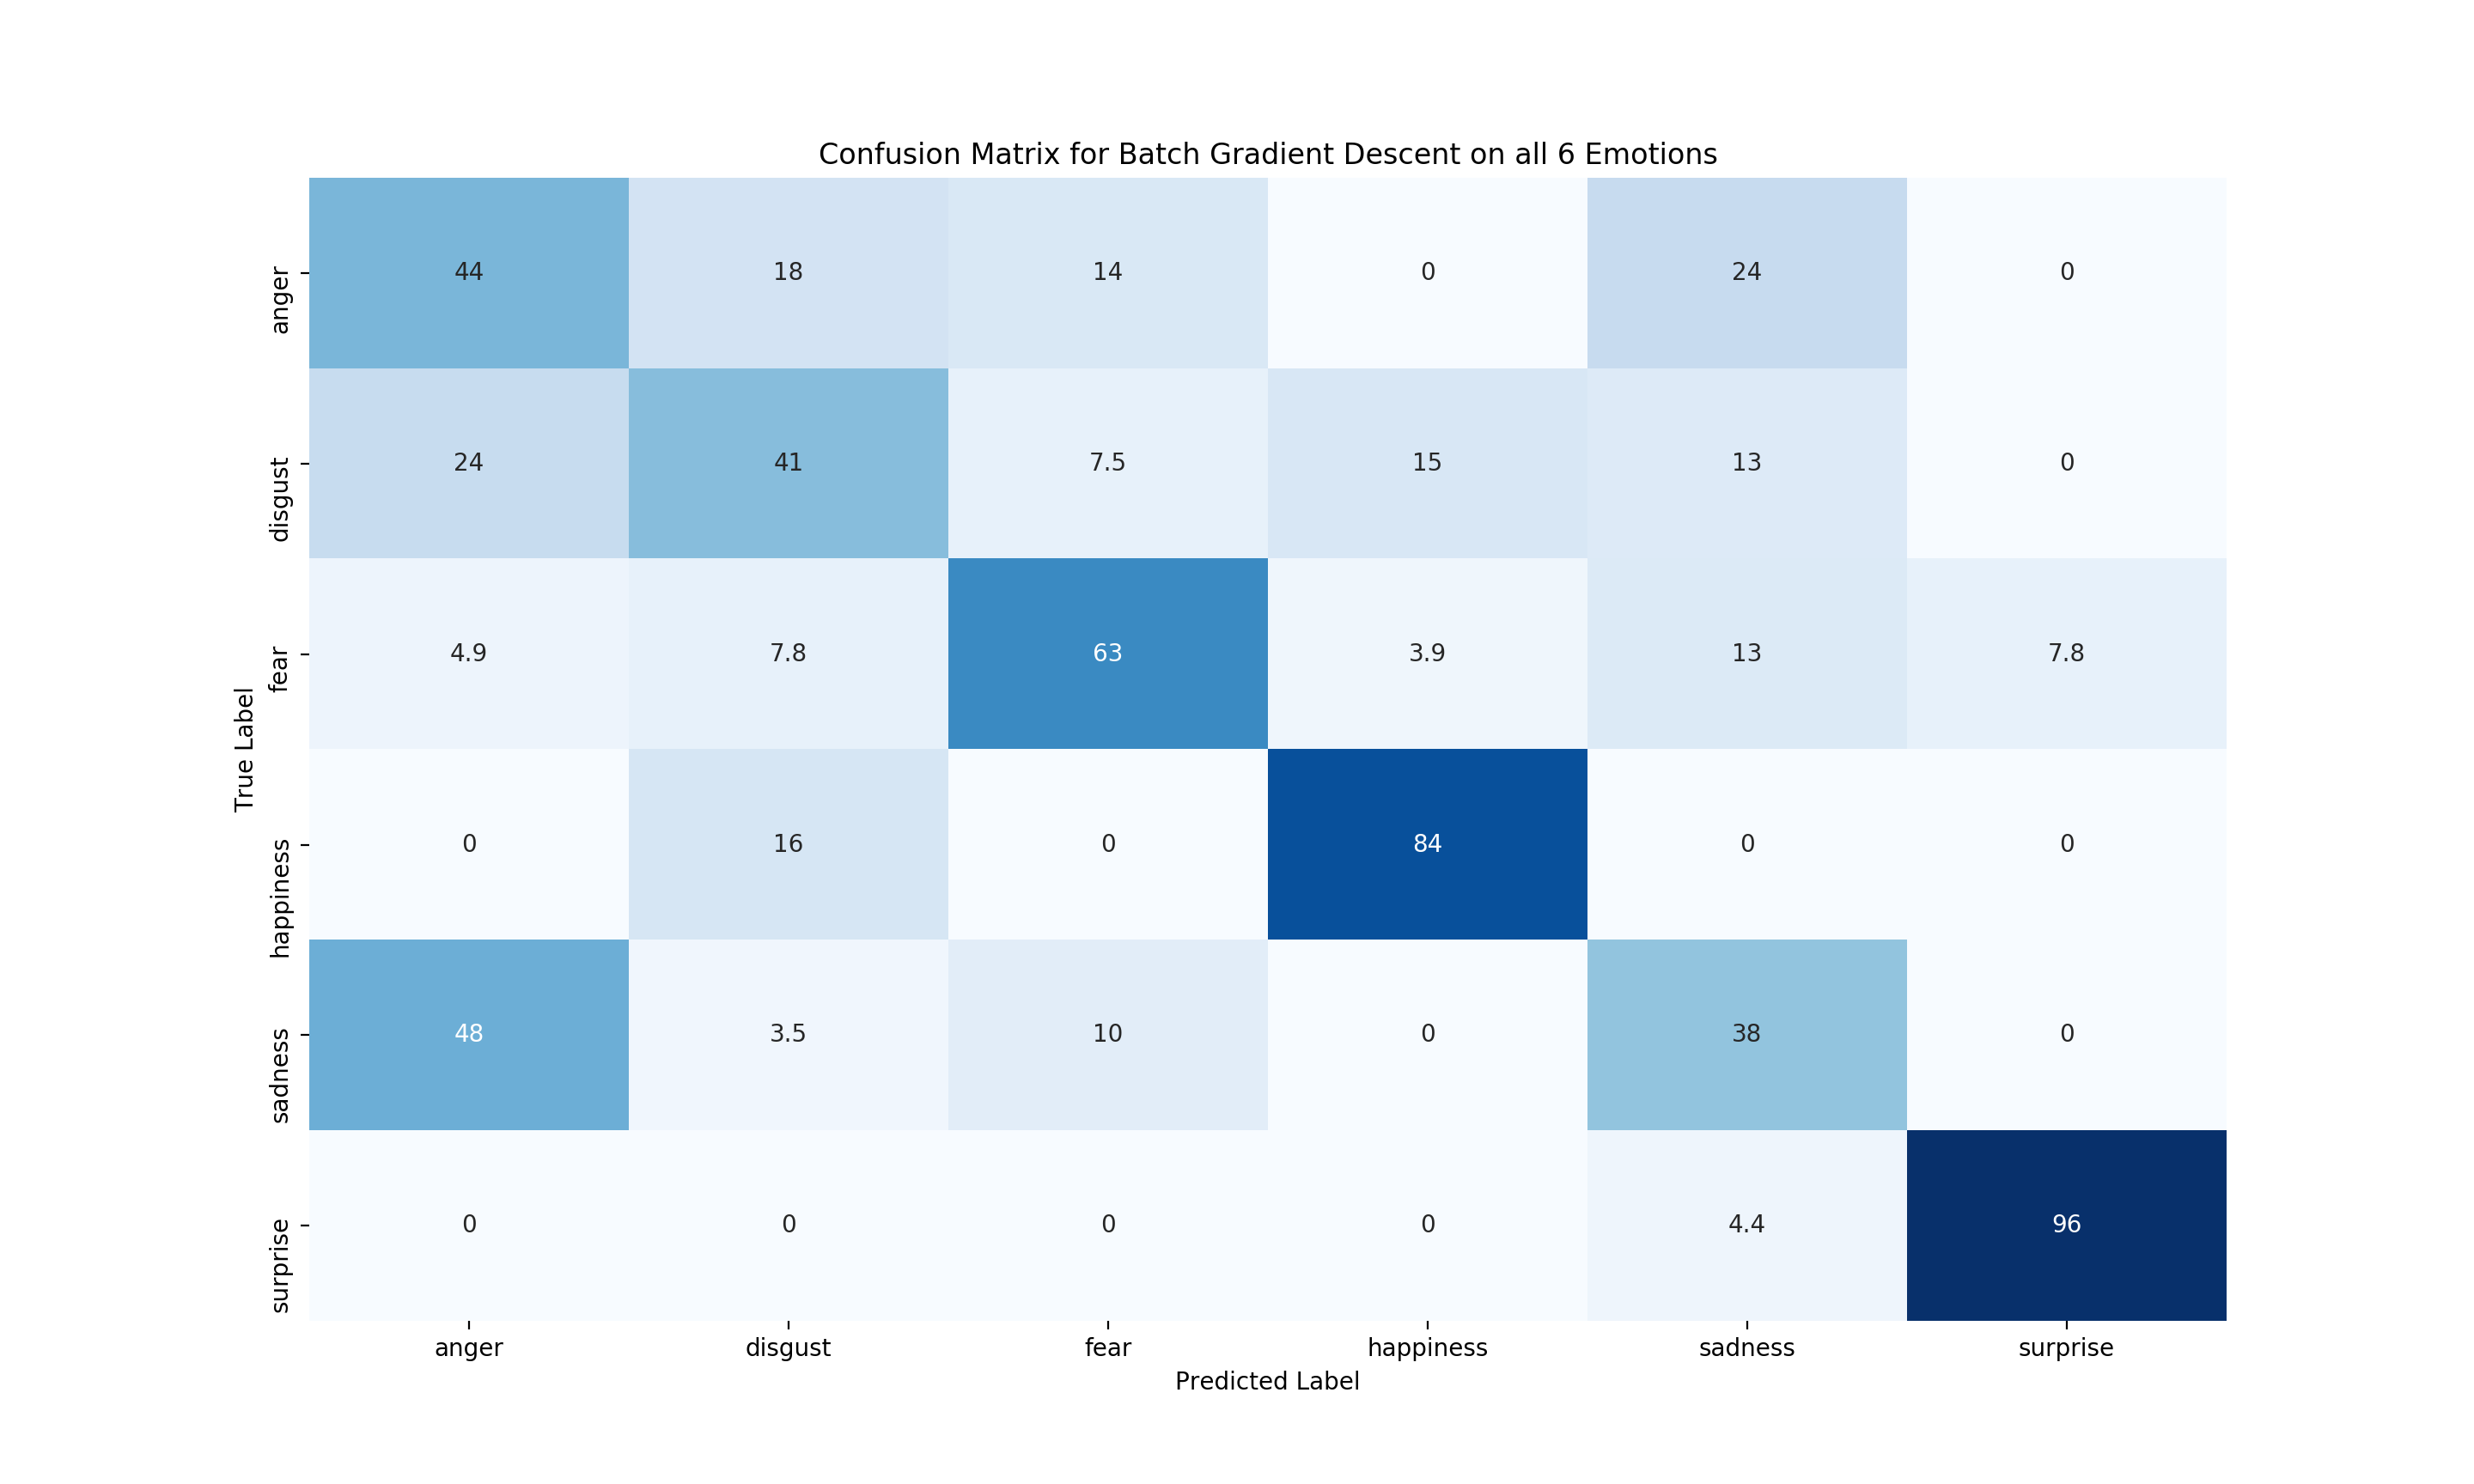 Confusion Matrix for Batch Gradient Descent on all 6 Emotions
True Label
anger 44 18 14 0 24 0
disgust 24 41 7.5 15 13 0
fear 4.9 7.8 63 3.9 13 7.8
happiness 0 16 0 84 0 0
sadness 48 3.5 10 0 38 0
surprise 0 0 0 0 4.4 96
anger disgust fear happiness sadness surprise
Predicted Label